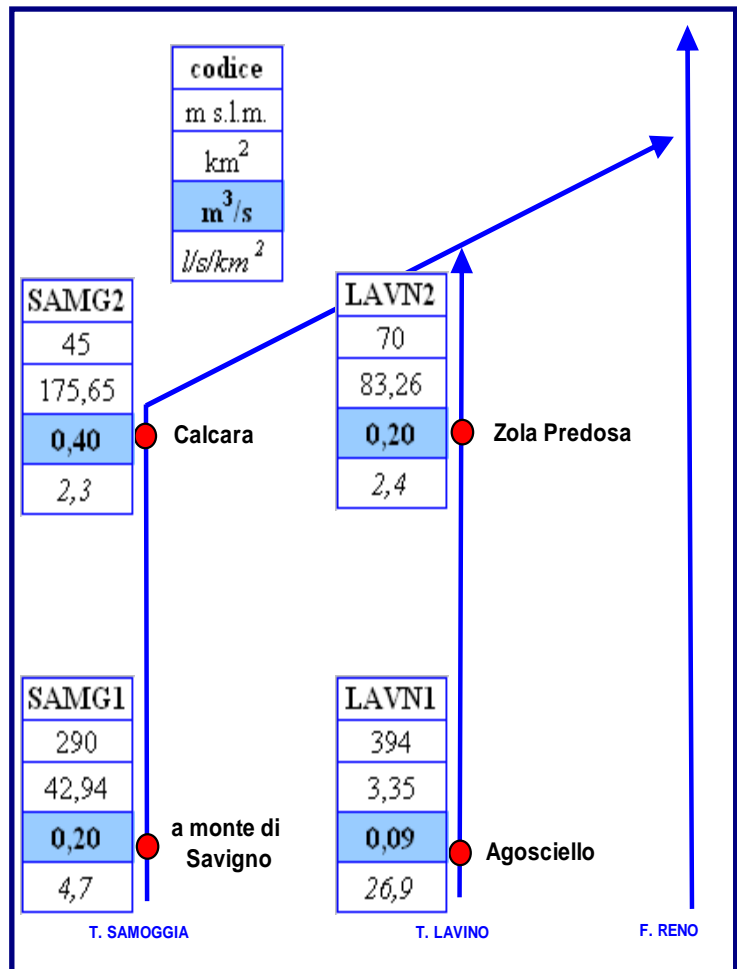 codice
m s.l.m.
km²
m³/s
l/s/km²
SAMG2
45
175,65
0,40
2,3
Calcara
LAVN2
70
83,26
0,20
2,4
Zola Predosa
SAMG1
290
42,94
0,20
4,7
a monte di
Savigno
LAVN1
394
3,35
0,09
26,9
Agosciello
T. SAMOGGIA
T. LAVINO
F. RENO